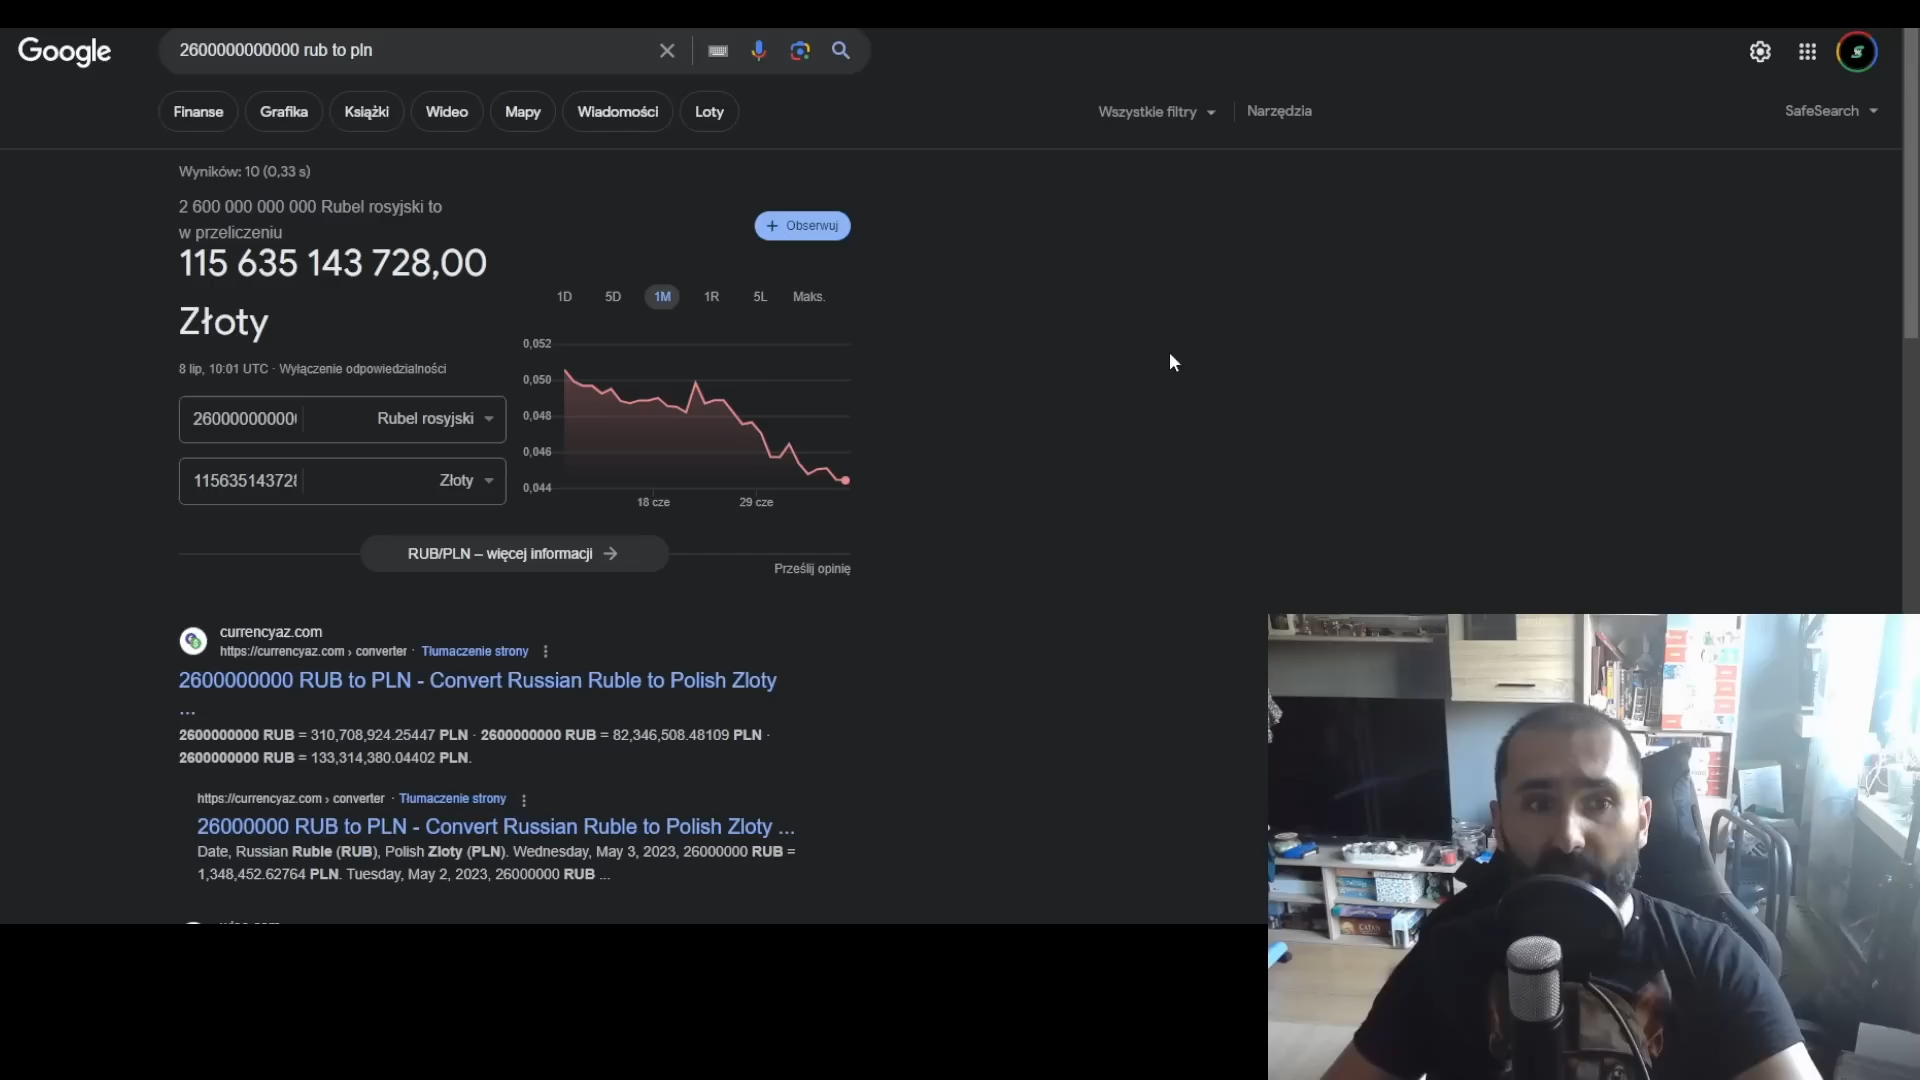 Google
2600000000000 rub to pln
Finanse
Grafika
Książki
Wideo
Mapy
Wiadomości
Loty
Wszystkie filtry
Narzędzia
SafeSearch
Wyników: 10 (0,33 s)
2 600 000 000 000 Rubel rosyjski to
w przeliczeniu
115 635 143 728,00
Złoty
8 lip, 10:01 UTC · Wyłączenie odpowiedzialności
26000000000
Rubel rosyjski
11563514372
Złoty
+ Obserwuj
1D
5D
1M
1R
5L
Maks.
0,052
0,050
0,048
0,046
0,044
18 cze
29 cze
RUB/PLN – więcej informacji
Prześlij opinię
currencyaz.com
https://currencyaz.com › converter · Tłumaczenie strony
2600000000 RUB to PLN - Convert Russian Ruble to Polish Zloty
...
2600000000 RUB = 310,708,924.25447 PLN · 2600000000 RUB = 82,346,508.48109 PLN ·
2600000000 RUB = 133,314,380.04402 PLN.
https://currencyaz.com › converter · Tłumaczenie strony
26000000 RUB to PLN - Convert Russian Ruble to Polish Zloty ...
Date, Russian Ruble (RUB), Polish Zloty (PLN). Wednesday, May 3, 2023, 26000000 RUB =
1,348,452.62764 PLN. Tuesday, May 2, 2023, 26000000 RUB ...
CATAN